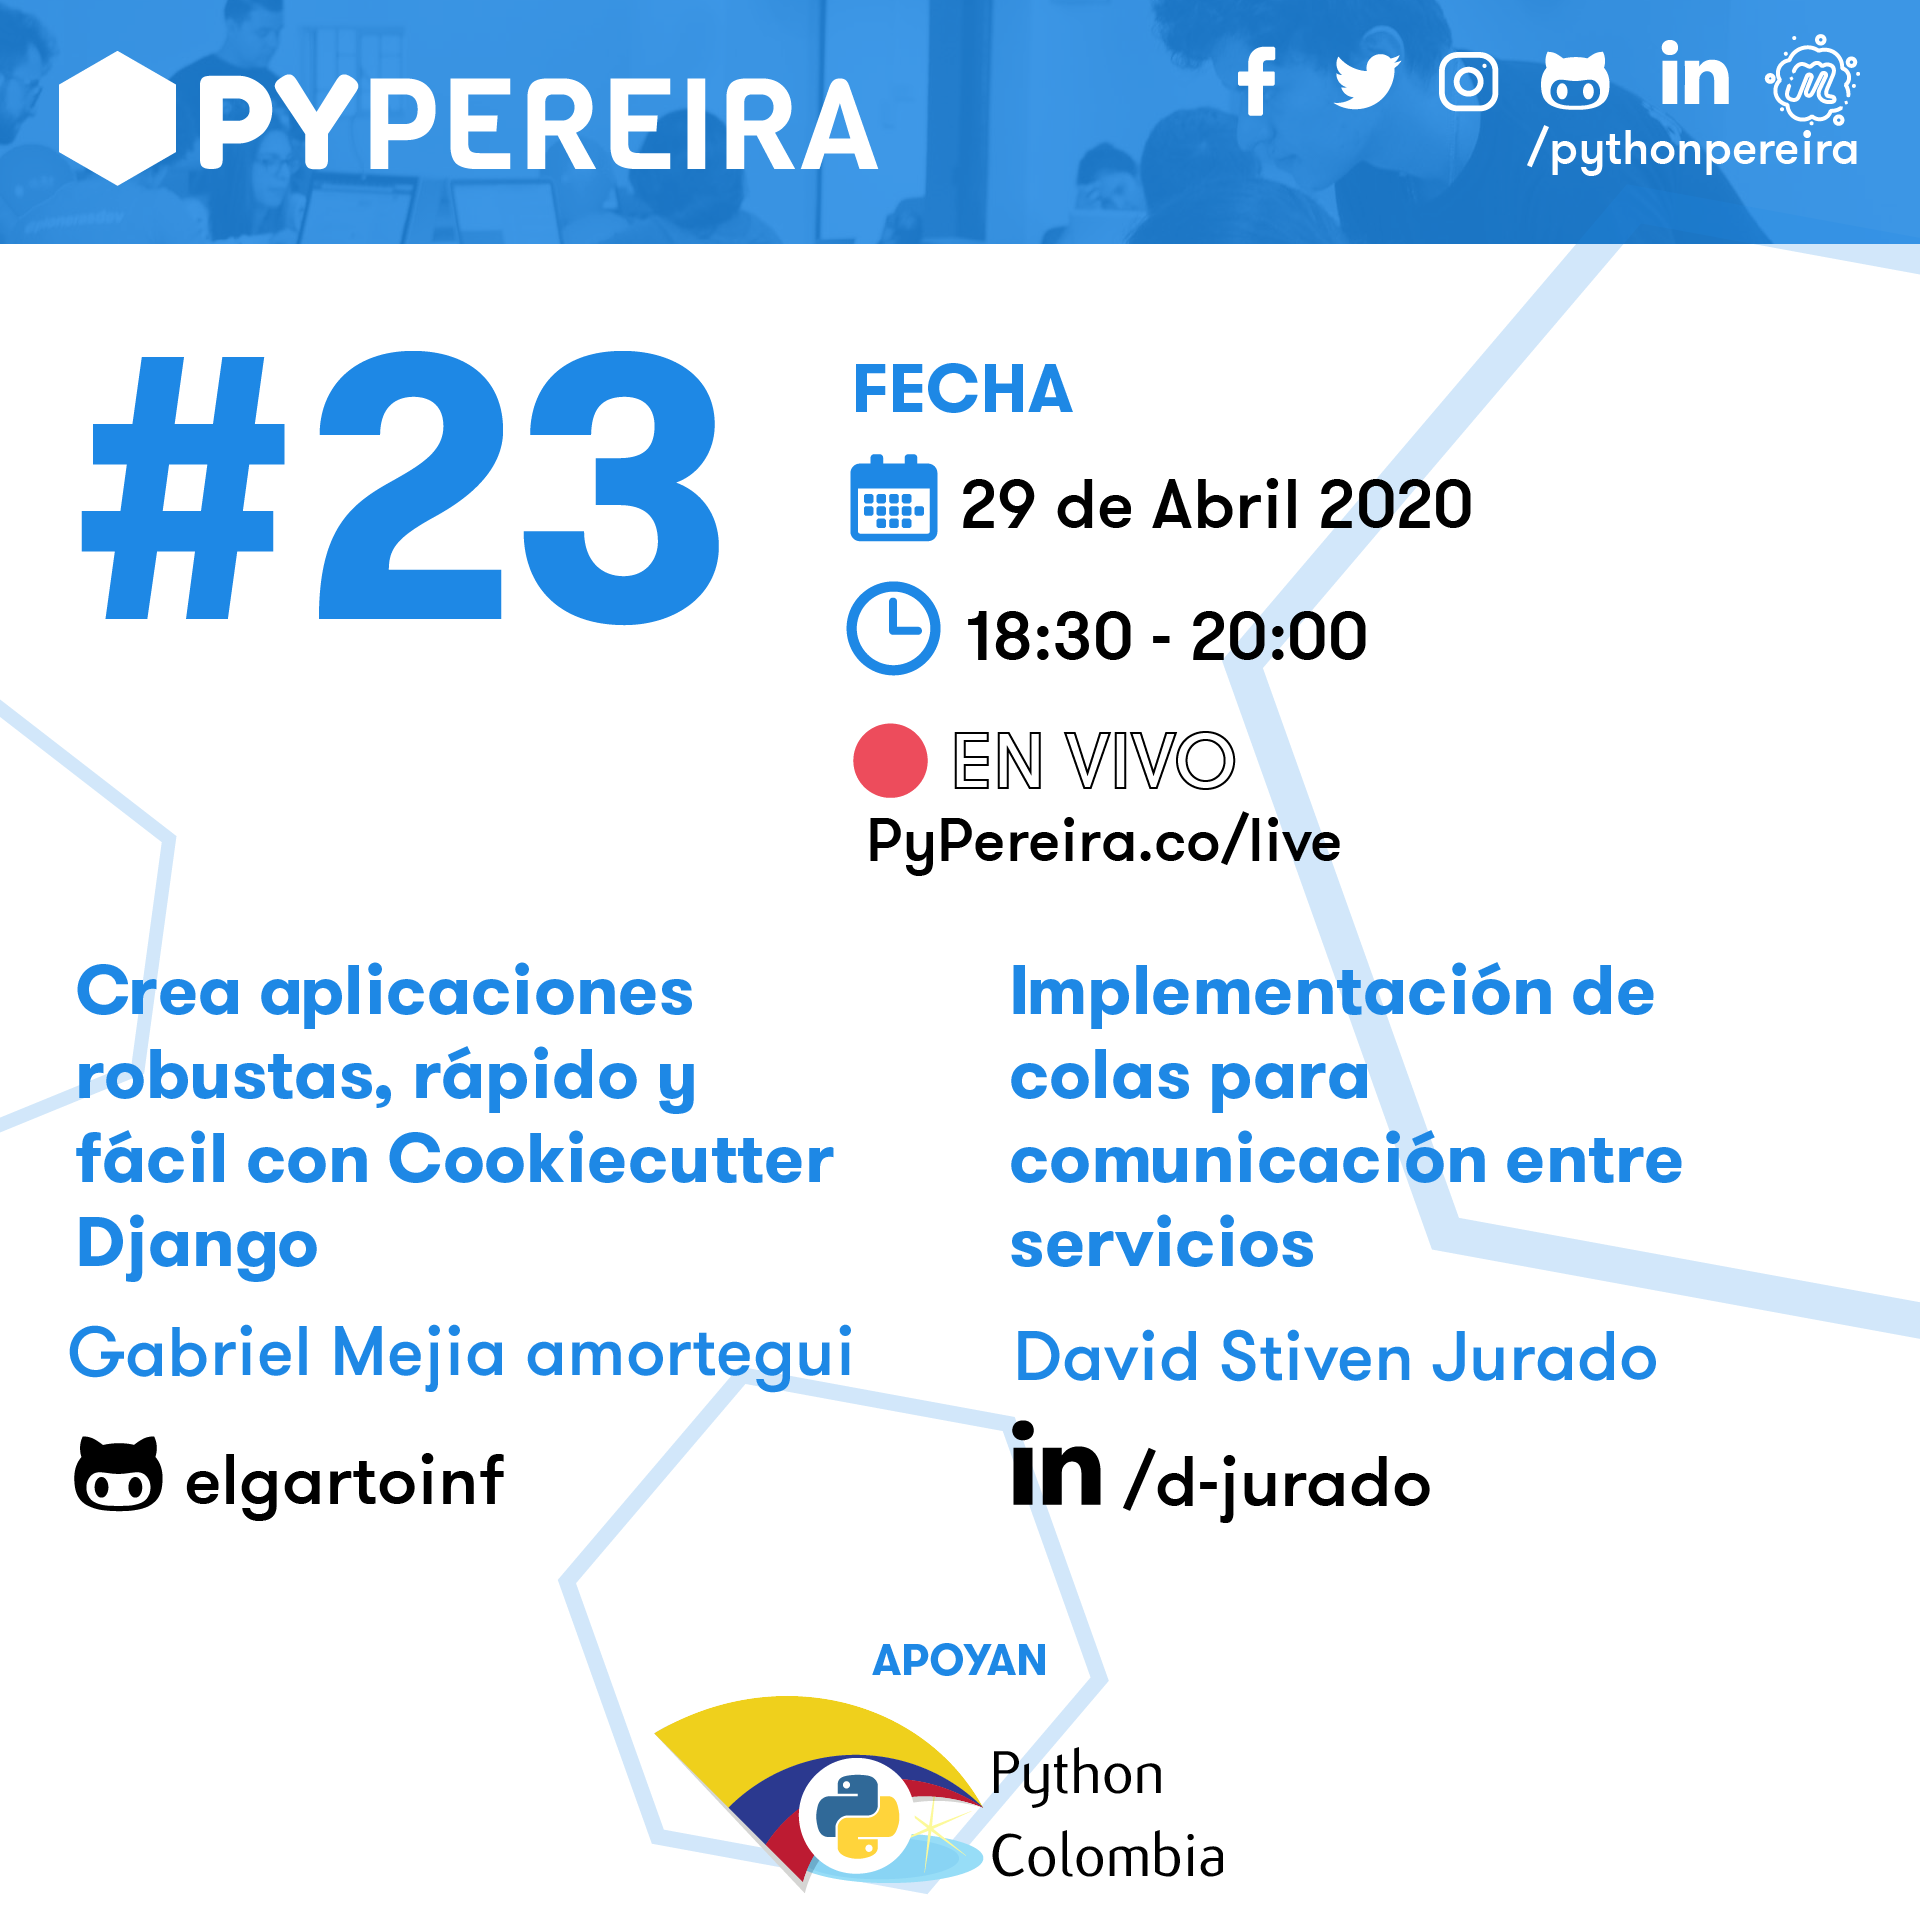 PYPEREIRA
/pythonpereira
#23
FECHA
29 de Abril 2020
18:30 - 20:00
EN VIVO
PyPereira.co/live
Crea aplicaciones
robustas, rápido y
fácil con Cookiecutter
Django
Gabriel Mejia amortegui
elgartoinf
Implementación de
colas para
comunicación entre
servicios
David Stiven Jurado
in /d-jurado
APOYAN
Python
Colombia